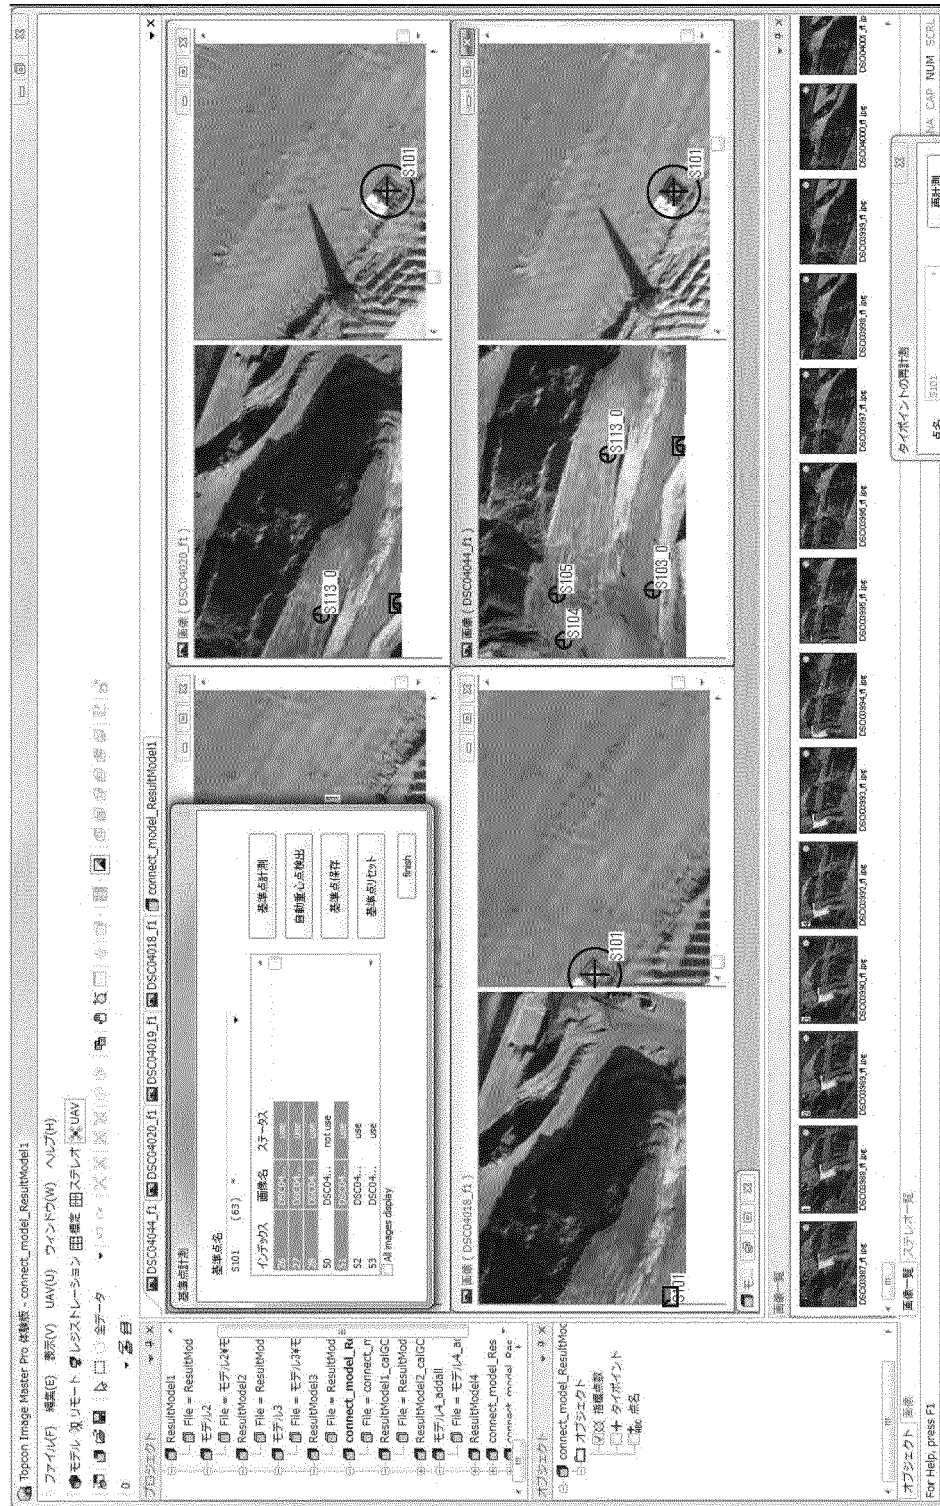 Topcon Image Master Pro 体験版 - connect_model_ResultModel1
ファイル(F) 編集(E) 表示(V) UAV(U) ウィンドウ(W) ヘルプ(H)
モデル リモート レジストレーション 標定 ステレオ UAV
全データ
プロジェクト
ResultModel1
File = ResultMod
モデル2
File = モデル2¥モ
ResultModel2
File = ResultMod
モデル3
File = モデル3¥モ
ResultModel3
File = ResultMod
connect_model_Re
File = connect_m
ResultModel1_calGC
File = ResultMod
ResultModel2_calGC
File = ResultMod
モデル4_addall
File = モデル4_ad
ResultModel4
connect_model_Res
connect_model_Res
オブジェクト
connect_model_ResultMod
オブジェクト
指標点数
タイポイント
点名
オブジェクト 画像
DSC04044_f1 DSC04020_f1 DSC04019_f1 DSC04018_f1 connect_model_ResultModel1
基準点計測
基準点名
S101 (63) *
インデックス 画像名 ステータス
50 DSC04... not use
52 DSC04... use
53 DSC04... use
All images display
基準点計測
自動重心点検出
基準点保存
基準点リセット
finish
画像 ( DSC04020_f1 )
S113_0
S101
画像 ( DSC04018_f1 )
S101
S101
画像 ( DSC04044_f1 )
S104
S105
S103_0
S113_0
S101
モ...
画像一覧
DSC03987_f1.jpg
DSC03988_f1.jpg
DSC03989_f1.jpg
DSC03990_f1.jpg
DSC03992_f1.jpg
DSC03993_f1.jpg
DSC03994_f1.jpg
DSC03995_f1.jpg
DSC03996_f1.jpg
DSC03997_f1.jpg
DSC03998_f1.jpg
DSC03999_f1.jpg
DSC04000_f1.jpg
DSC04001_f1.jp
画像一覧 ステレオ一覧
タイポイントの再計測
点名 S101
再計測
For Help, press F1
NA CAP NUM SCRL